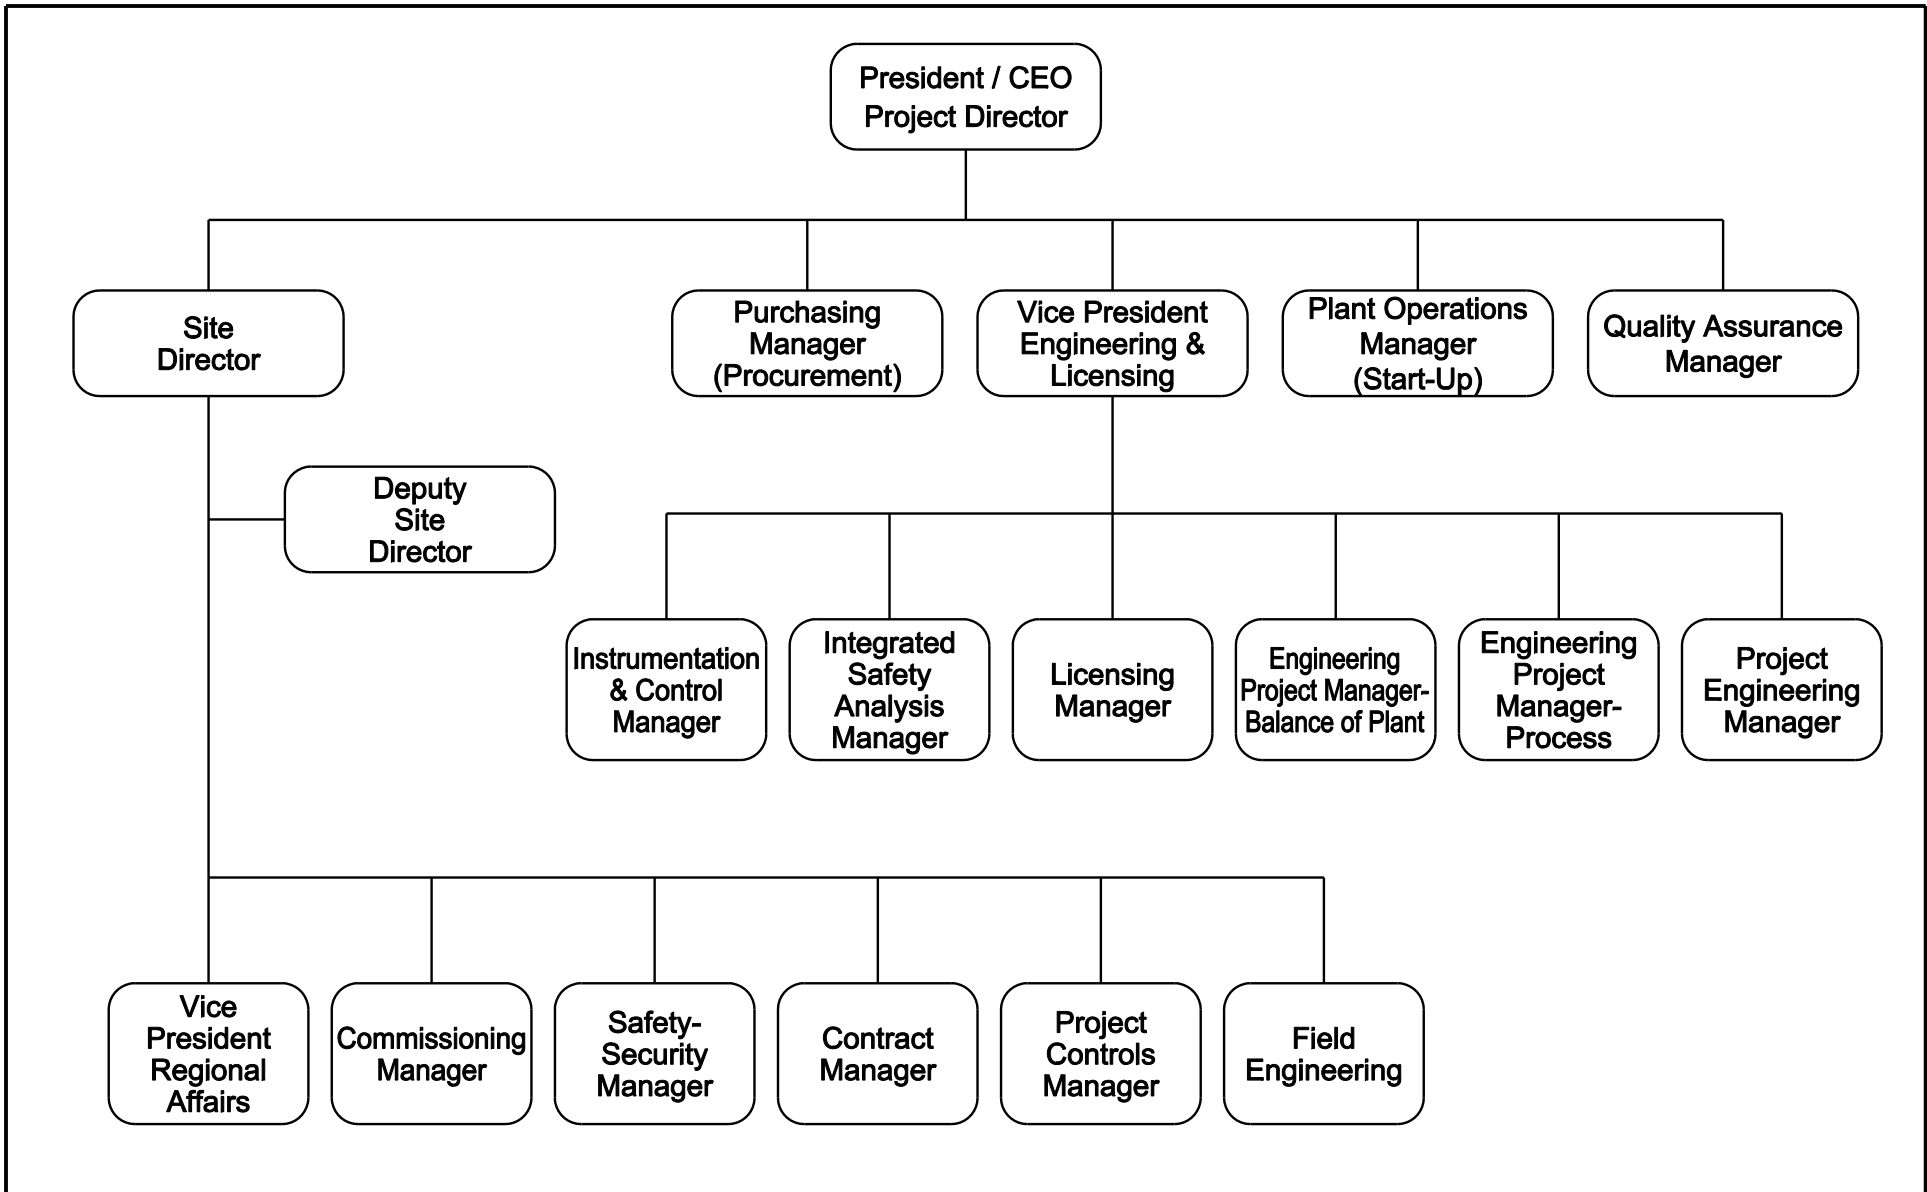 President / CEO
Project Director
Site
Director
Purchasing
Manager
(Procurement)
Vice President
Engineering &
Licensing
Plant Operations
Manager
(Start-Up)
Quality Assurance
Manager
Deputy
Site
Director
Instrumentation
& Control
Manager
Integrated
Safety
Analysis
Manager
Licensing
Manager
Engineering
Project Manager-
Balance of Plant
Engineering
Project
Manager-
Process
Project
Engineering
Manager
Vice
President
Regional
Affairs
Commissioning
Manager
Safety-
Security
Manager
Contract
Manager
Project
Controls
Manager
Field
Engineering